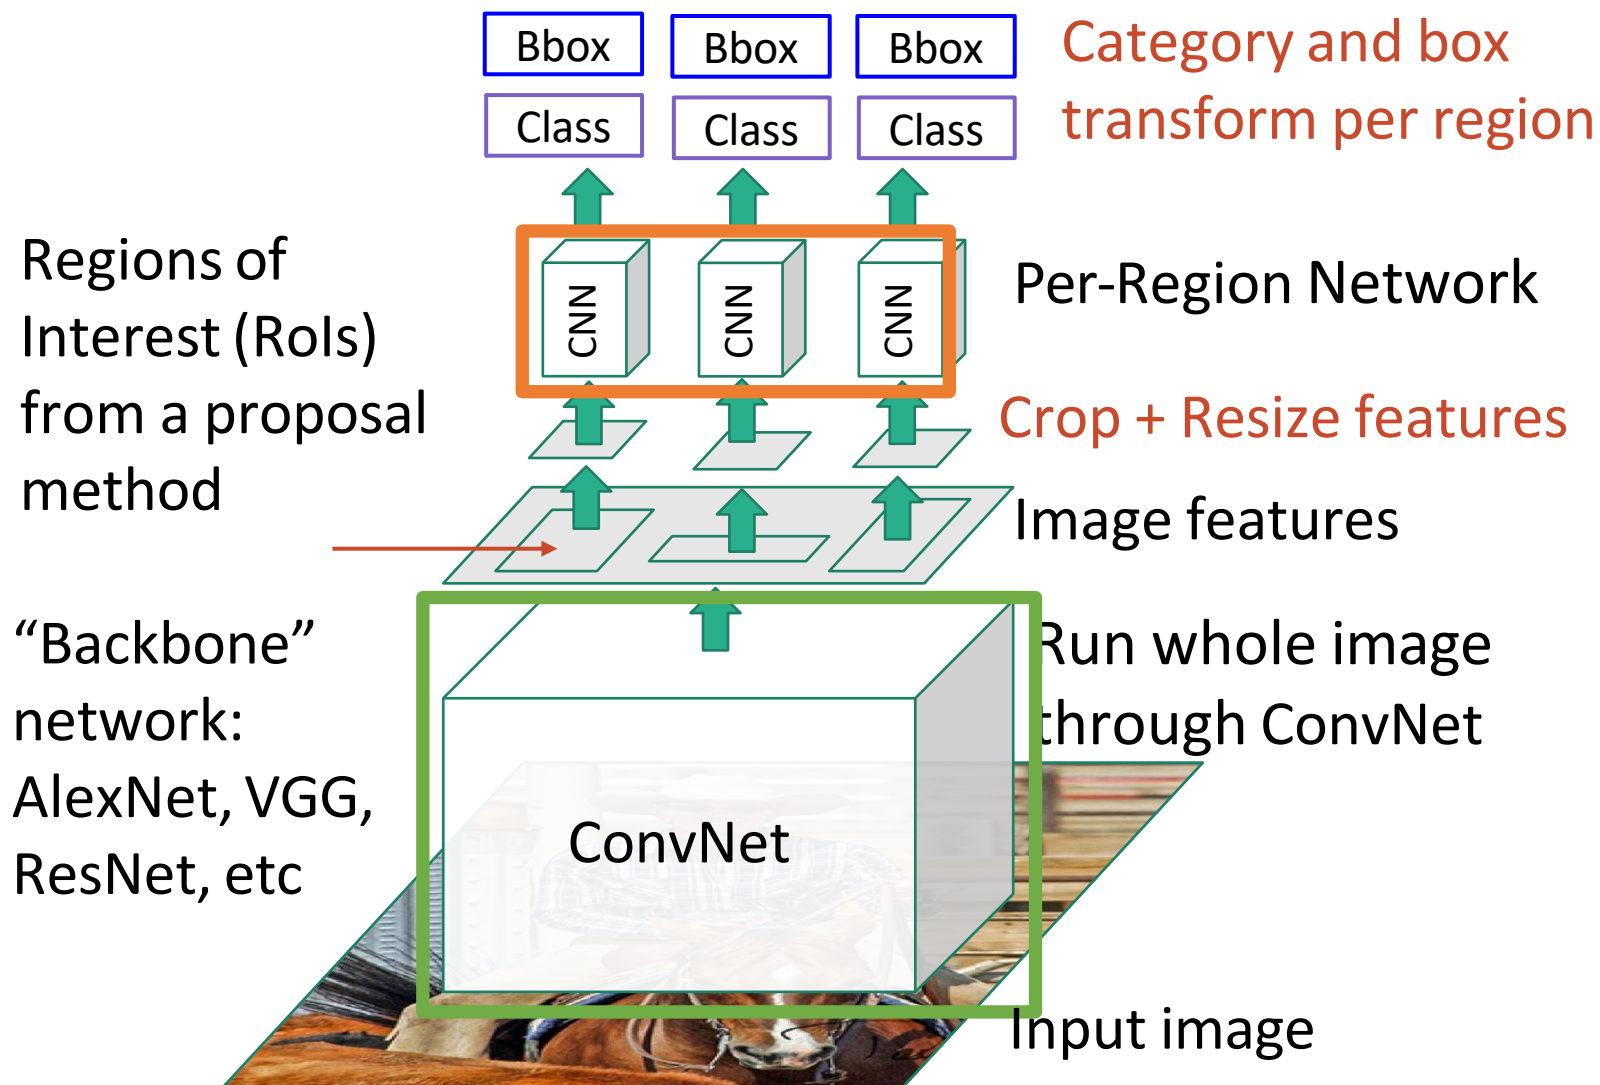 Bbox
Bbox
Bbox
Class
Class
Class
Category and box
transform per region
Regions of
Interest (RoIs)
from a proposal
method
CNN
CNN
CNN
Per-Region Network
Crop + Resize features
Image features
“Backbone”
network:
AlexNet, VGG,
ResNet, etc
Run whole image
through ConvNet
ConvNet
Input image